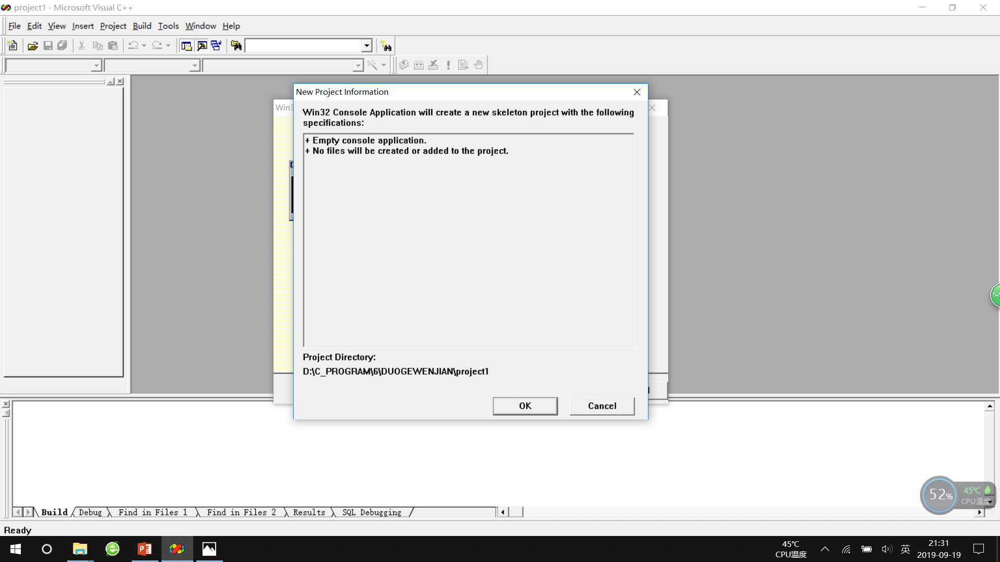 project1 - Microsoft Visual C++
File Edit View Insert Project Build Tools Window Help
New Project Information
Win3
Win32 Console Application will create a new skeleton project with the following
specifications:
+ Empty console application.
+ No files will be created or added to the project.
Project Directory:
D:\C_PROGRAM\6\DUOGEWENJIAN\project1
OK Cancel
52
52% 45℃
CPU温度
Build Debug Find in Files 1 Find in Files 2 Results SQL Debugging
Ready
45℃
CPU温度
英
21:31
2019-09-19